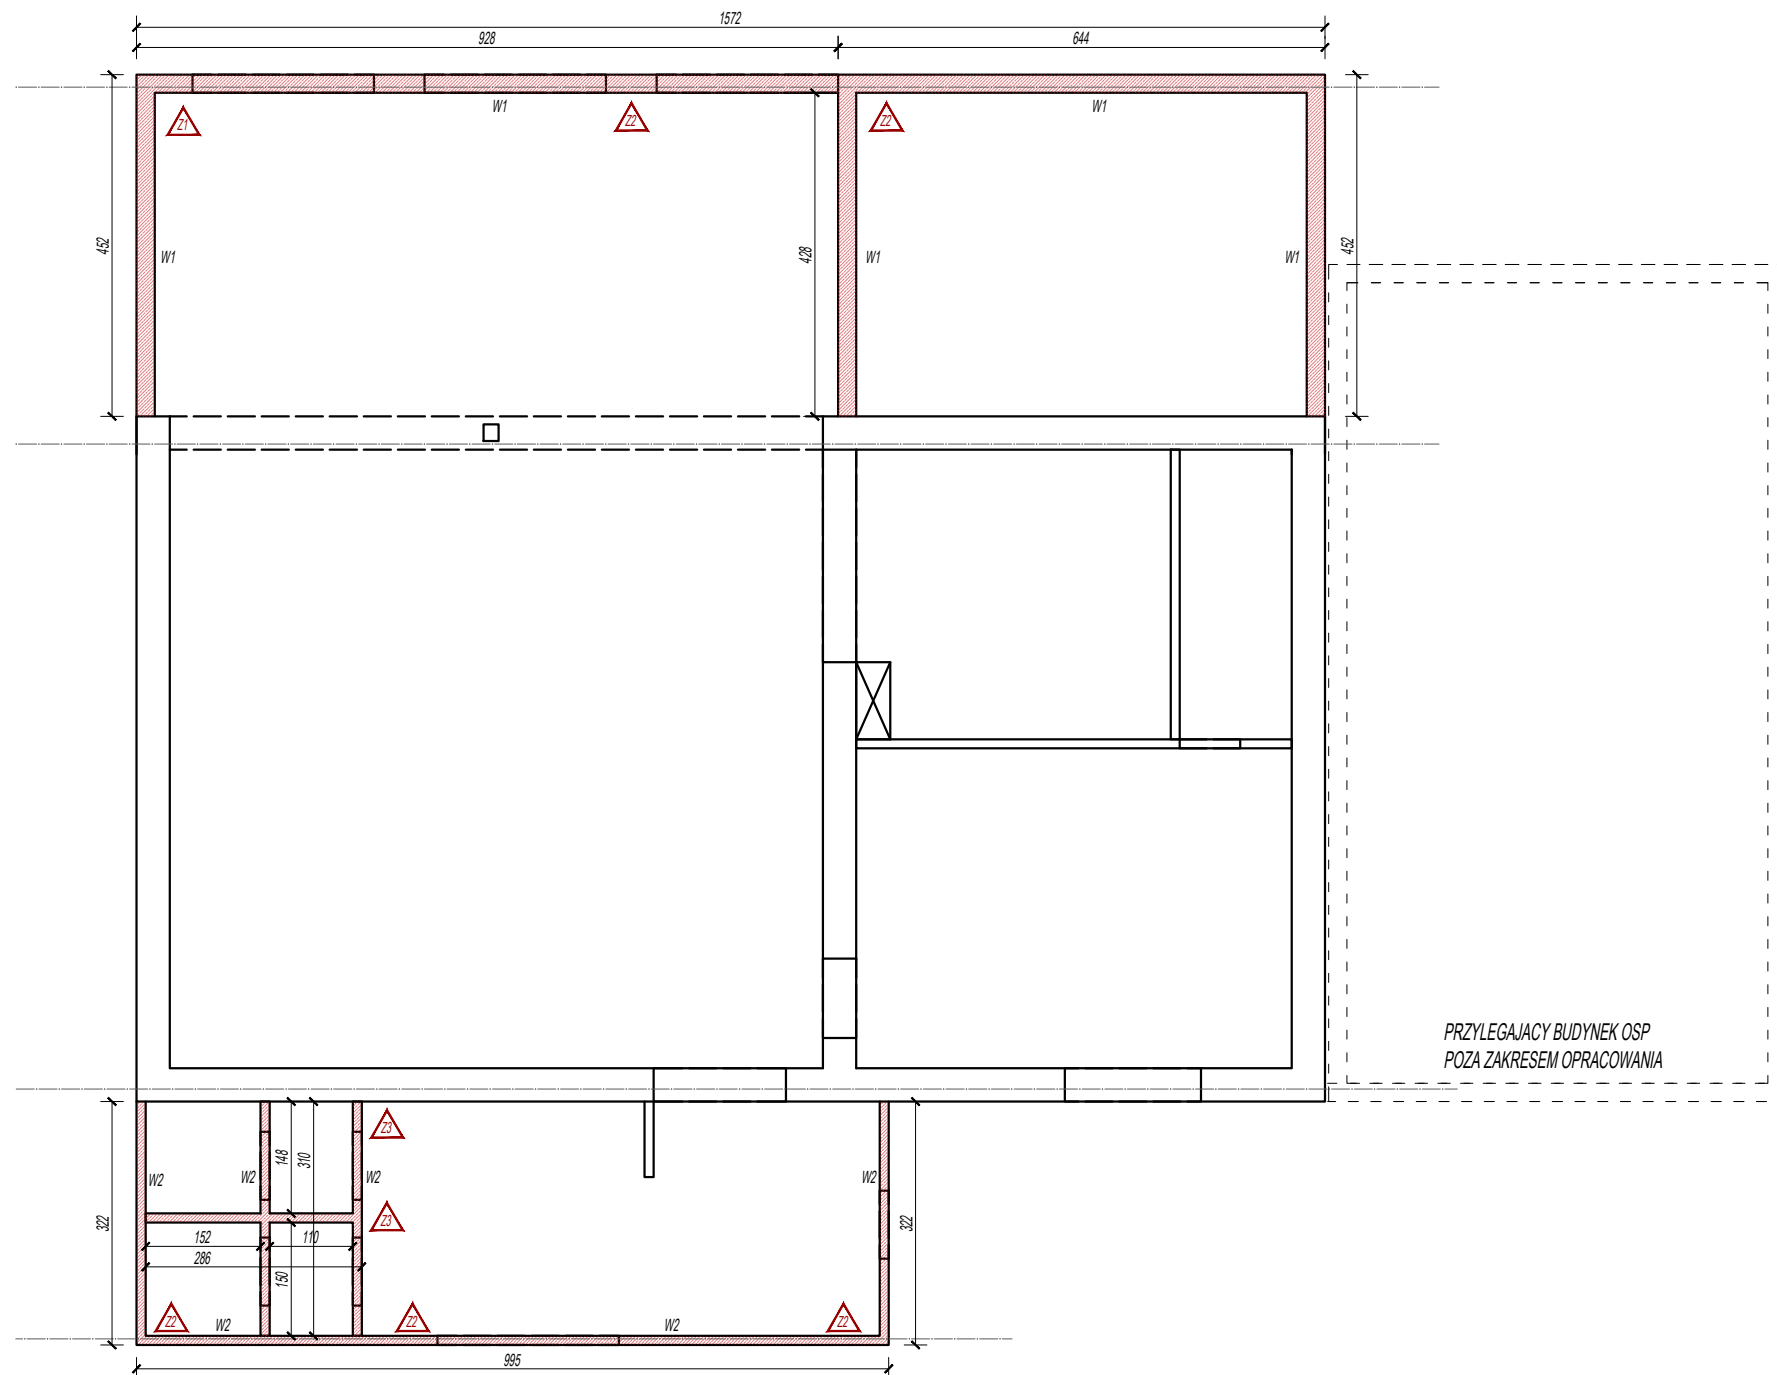 1572
928
644
W1
W1
Z1
Z2
Z2
452
W1
428
W1
W1
452
PRZYLEGAJACY BUDYNEK OSP
POZA ZAKRESEM OPRACOWANIA
Z3
148
310
W2
W2
W2
W2
Z3
322
322
152
110
286
150
Z2
W2
Z2
W2
Z2
995